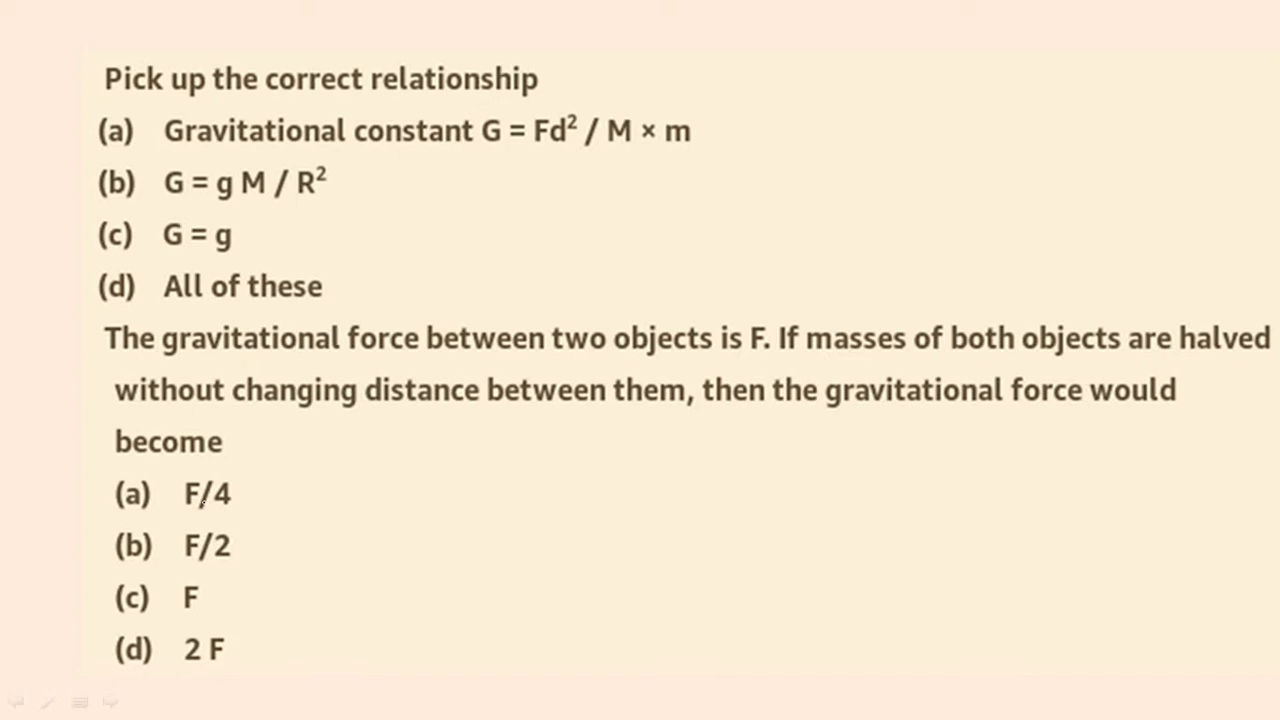 Pick up the correct relationship
(a) Gravitational constant G = Fd² / M × m
(b) G = g M / R²
(c) G = g
(d) All of these
The gravitational force between two objects is F. If masses of both objects are halved
without changing distance between them, then the gravitational force would
become
(a) F/4
(b) F/2
(c) F
(d) 2 F